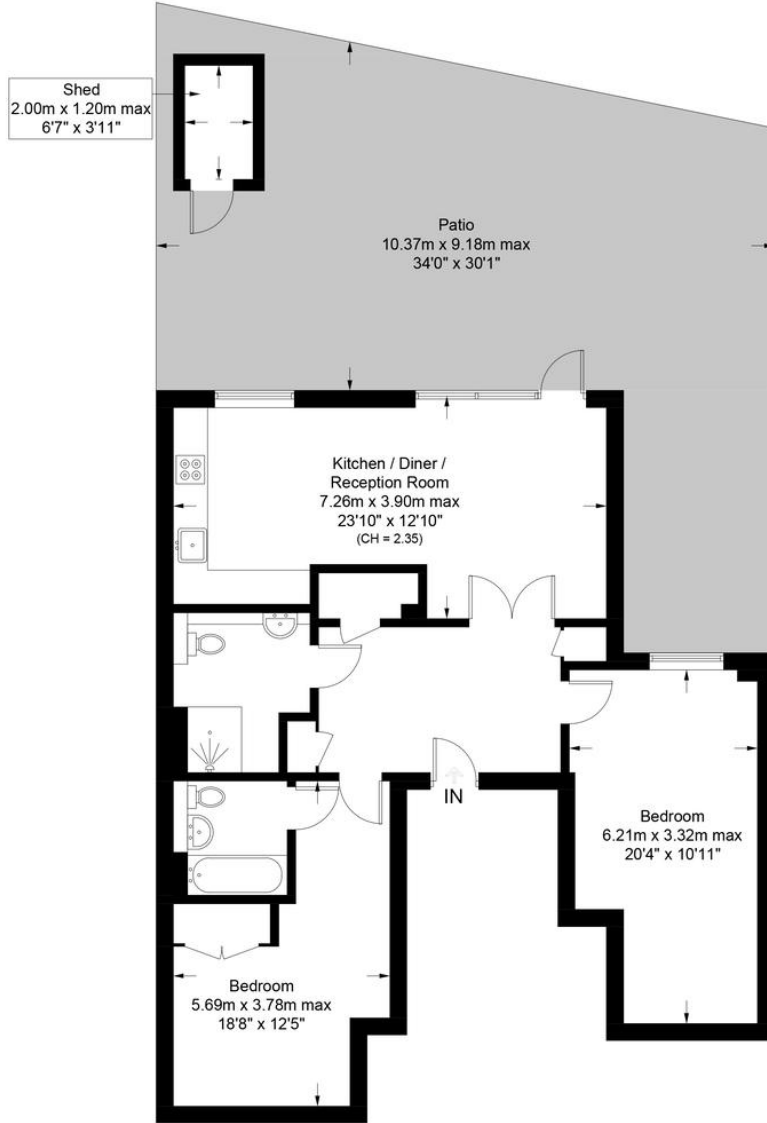 Shed
2.00m x 1.20m max
6'7" x 3'11"
Patio
10.37m x 9.18m max
34'0" x 30'1"
Kitchen / Diner /
Reception Room
7.26m x 3.90m max
23'10" x 12'10"
(CH = 2.35)
IN
Bedroom
6.21m x 3.32m max
20'4" x 10'11"
Bedroom
5.69m x 3.78m max
18'8" x 12'5"